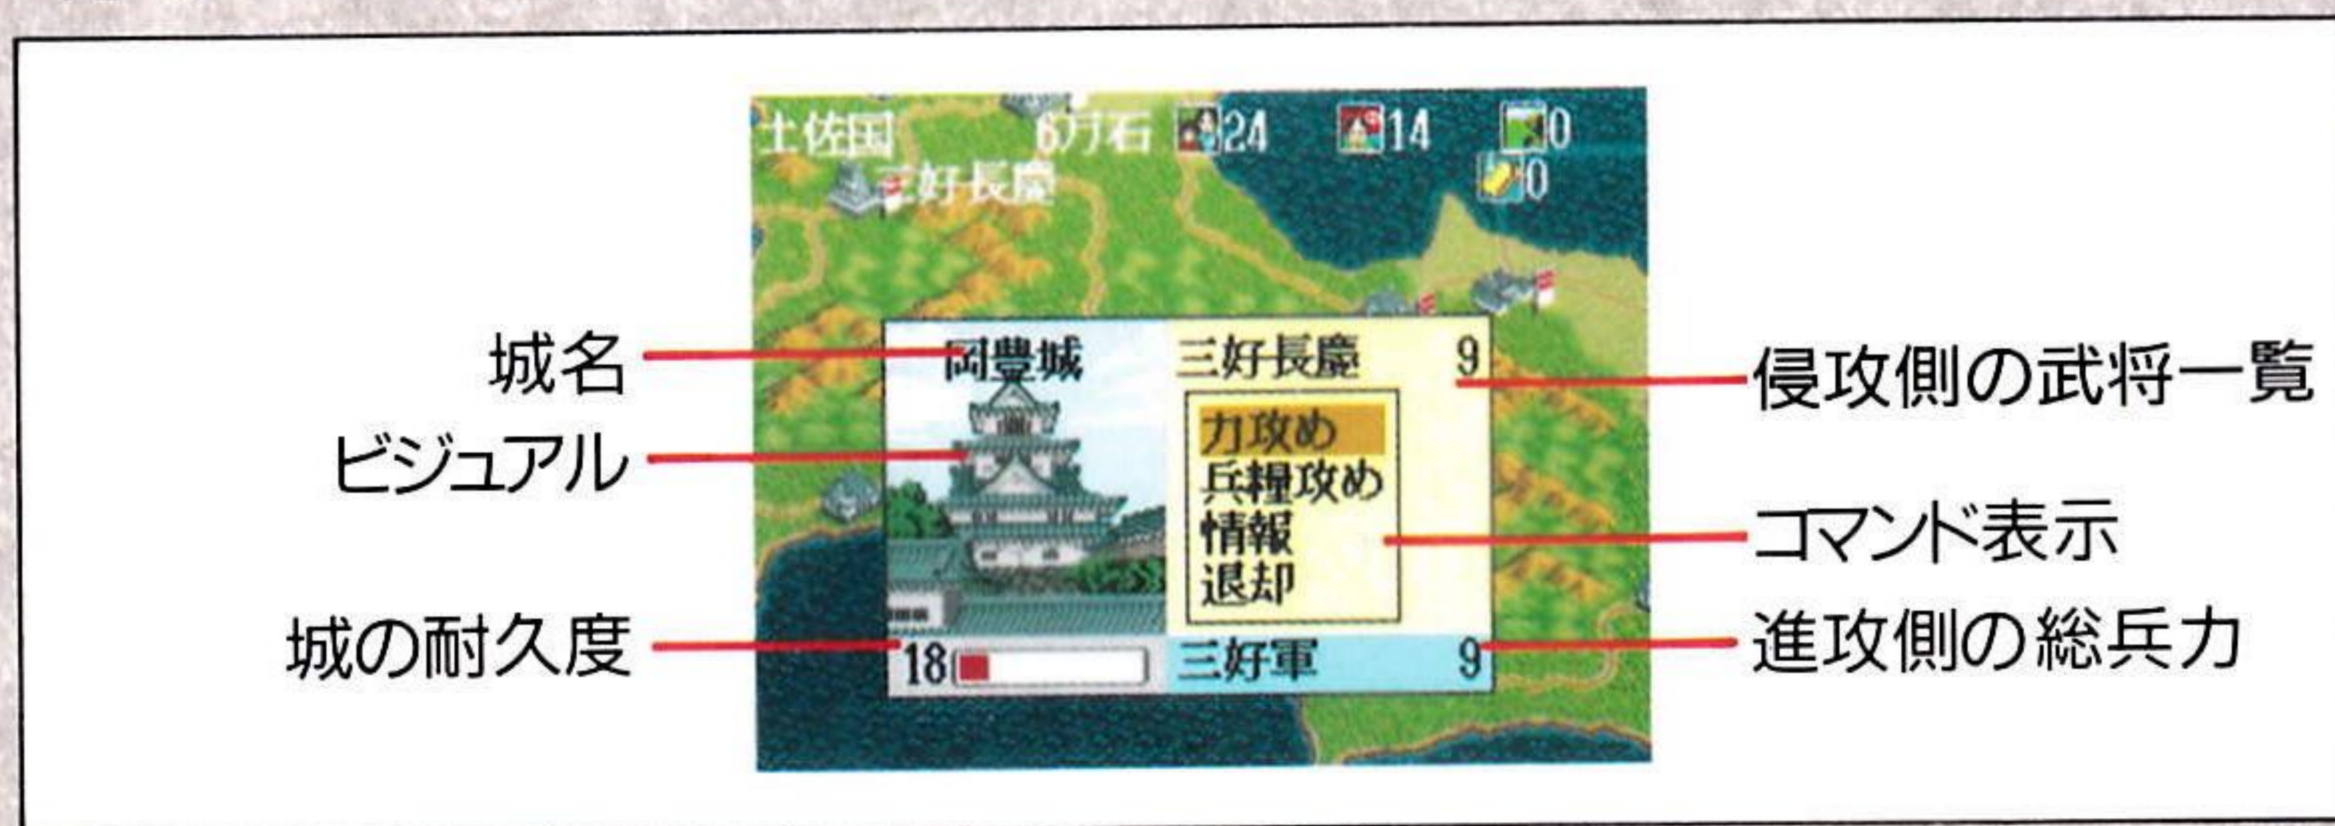 土佐国 6万石 24 14 0
三好長慶 0
城名
ビジュアル
城の耐久度
岡豊城
18
三好長慶 9
力攻め
兵糧攻め
情報
退却
三好軍 9
侵攻側の武将一覧
コマンド表示
進攻側の総兵力